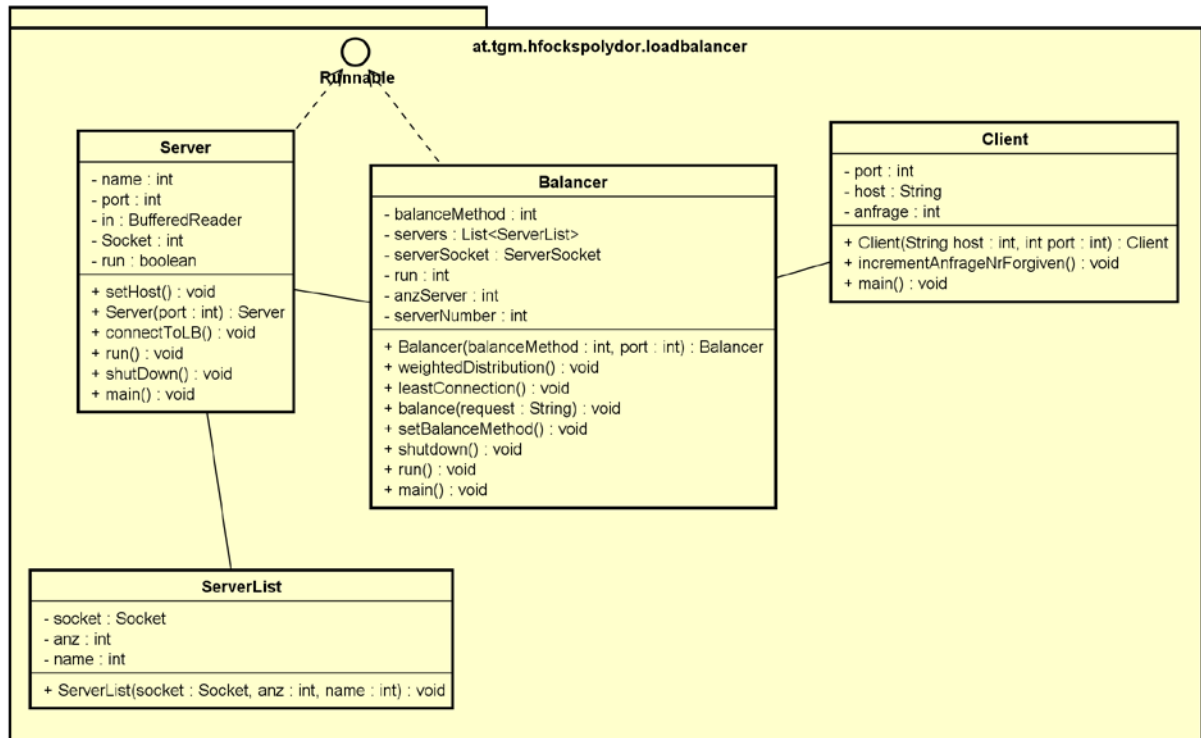 at.tgm.hfockspolydor.loadbalancer
Runnable
Server
- name : int
- port : int
- in : BufferedReader
- Socket : int
- run : boolean
+ setHost() : void
+ Server(port : int) : Server
+ connectToLB() : void
+ run() : void
+ shutDown() : void
+ main() : void
Balancer
- balanceMethod : int
- servers : List<ServerList>
- serverSocket : ServerSocket
- run : int
- anzServer : int
- serverNumber : int
+ Balancer(balanceMethod : int, port : int) : Balancer
+ weightedDistribution() : void
+ leastConnection() : void
+ balance(request : String) : void
+ setBalanceMethod() : void
+ shutdown() : void
+ run() : void
+ main() : void
Client
- port : int
- host : String
- anfrage : int
+ Client(String host : int, int port : int) : Client
+ incrementAnfrageNrForgiven() : void
+ main() : void
ServerList
- socket : Socket
- anz : int
- name : int
+ ServerList(socket : Socket, anz : int, name : int) : void